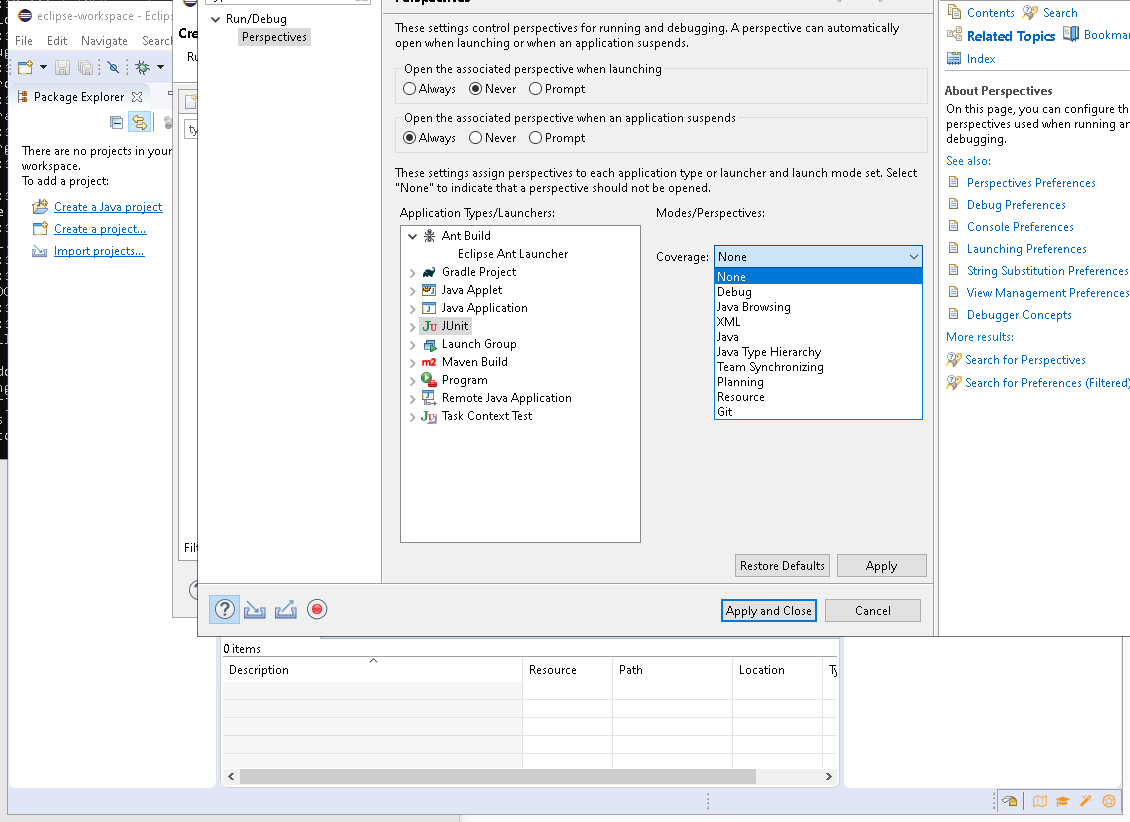 eclipse-workspace - Eclips
File Edit Navigate Search
Package Explorer
There are no projects in your
workspace.
To add a project:
Create a Java project
Create a project...
Import projects...
Cre
Ru
ty
Filt
Run/Debug
Perspectives
These settings control perspectives for running and debugging. A perspective can automatically
open when launching or when an application suspends.
Open the associated perspective when launching
Always Never Prompt
Open the associated perspective when an application suspends
Always Never Prompt
These settings assign perspectives to each application type or launcher and launch mode set. Select
"None" to indicate that a perspective should not be opened.
Application Types/Launchers:
Ant Build
Eclipse Ant Launcher
Gradle Project
Java Applet
Java Application
JUnit
Launch Group
Maven Build
Program
Remote Java Application
Task Context Test
Modes/Perspectives:
Coverage: None
None
Debug
Java Browsing
XML
Java
Java Type Hierarchy
Team Synchronizing
Planning
Resource
Git
Restore Defaults Apply
Apply and Close Cancel
Contents Search
Related Topics Bookmar
Index
About Perspectives
On this page, you can configure th
perspectives used when running an
debugging.
See also:
Perspectives Preferences
Debug Preferences
Console Preferences
Launching Preferences
String Substitution Preferences
View Management Preferences
Debugger Concepts
More results:
Search for Perspectives
Search for Preferences (Filtered)
0 items
Description Resource Path Location Ty